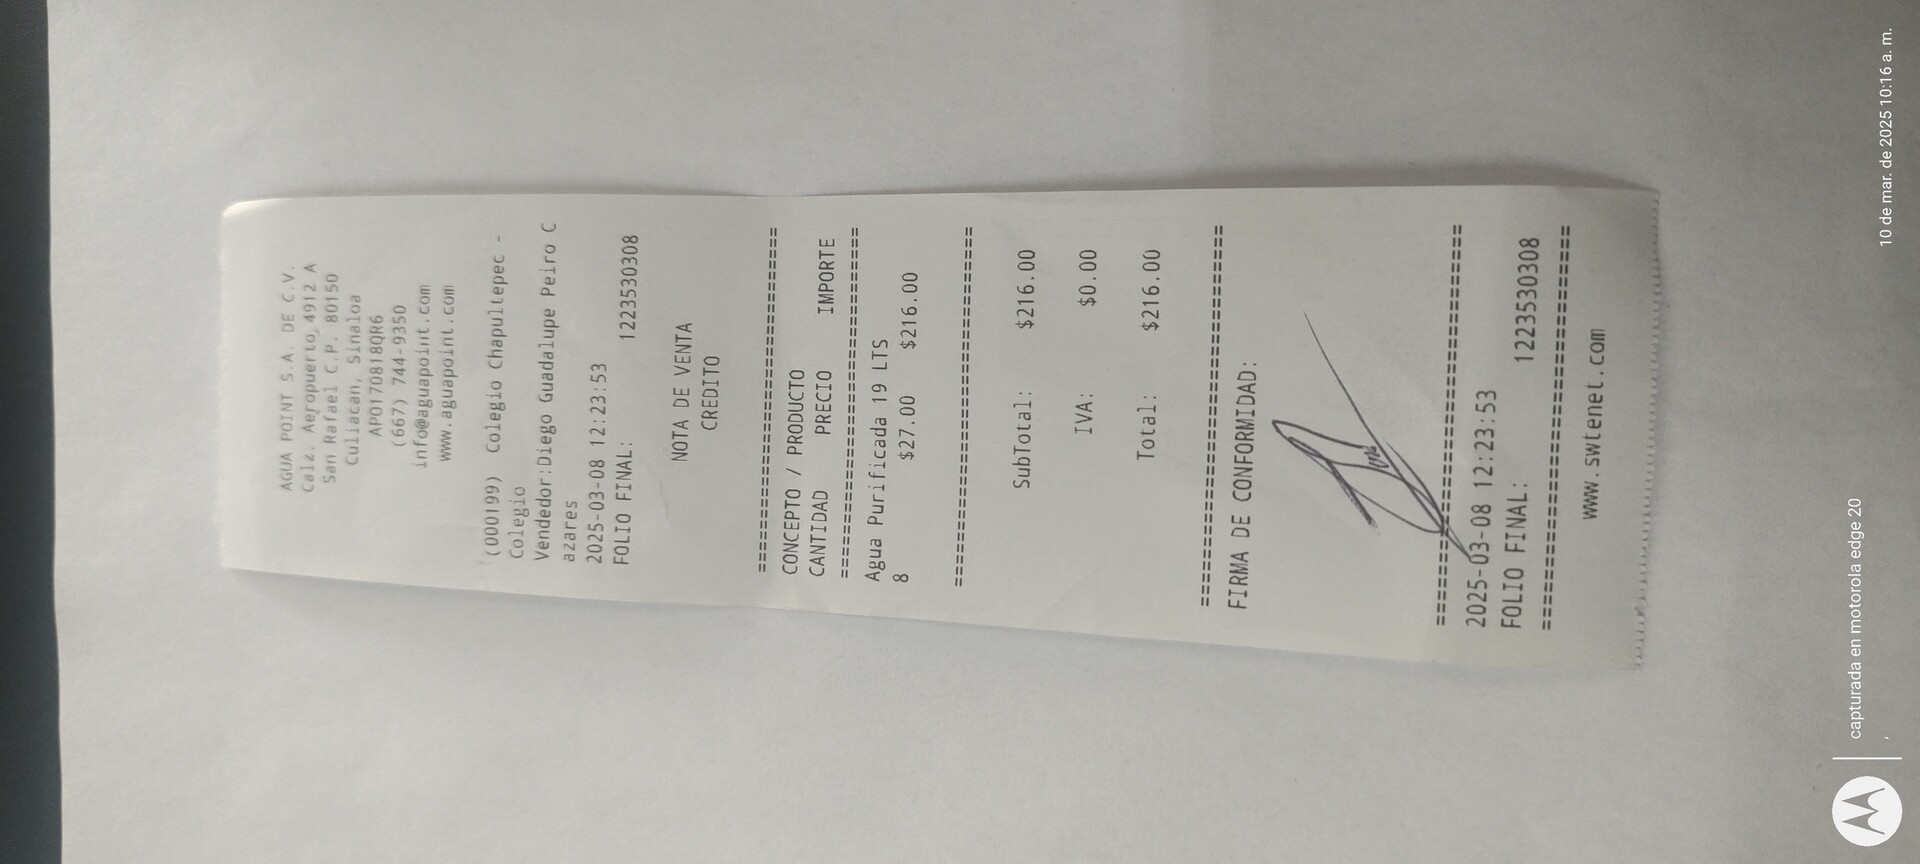 AGUA POINT S.A. DE C.V.
Calz. Aeropuerto, 4912 A
San Rafael C.P. 80150
Culiacan, Sinaloa
APO170818QR6
(667) 744-9350
info@aguapoint.com
www.aguapoint.com
(000199) Colegio Chapultepec -
Colegio
Vendedor:Diego Guadalupe Peiro C
azares
2025-03-08 12:23:53
FOLIO FINAL: 1223530308
NOTA DE VENTA
CREDITO
================================
CONCEPTO / PRODUCTO
CANTIDAD PRECIO IMPORTE
================================
Agua Purificada 19 LTS
8 $27.00 $216.00
================================
SubTotal: $216.00
IVA: $0.00
Total: $216.00
================================
FIRMA DE CONFORMIDAD:
================================
2025-03-08 12:23:53
FOLIO FINAL: 1223530308
================================
www.swtenet.com
capturada en motorola edge 20
10 de mar. de 2025 10:16 a. m.